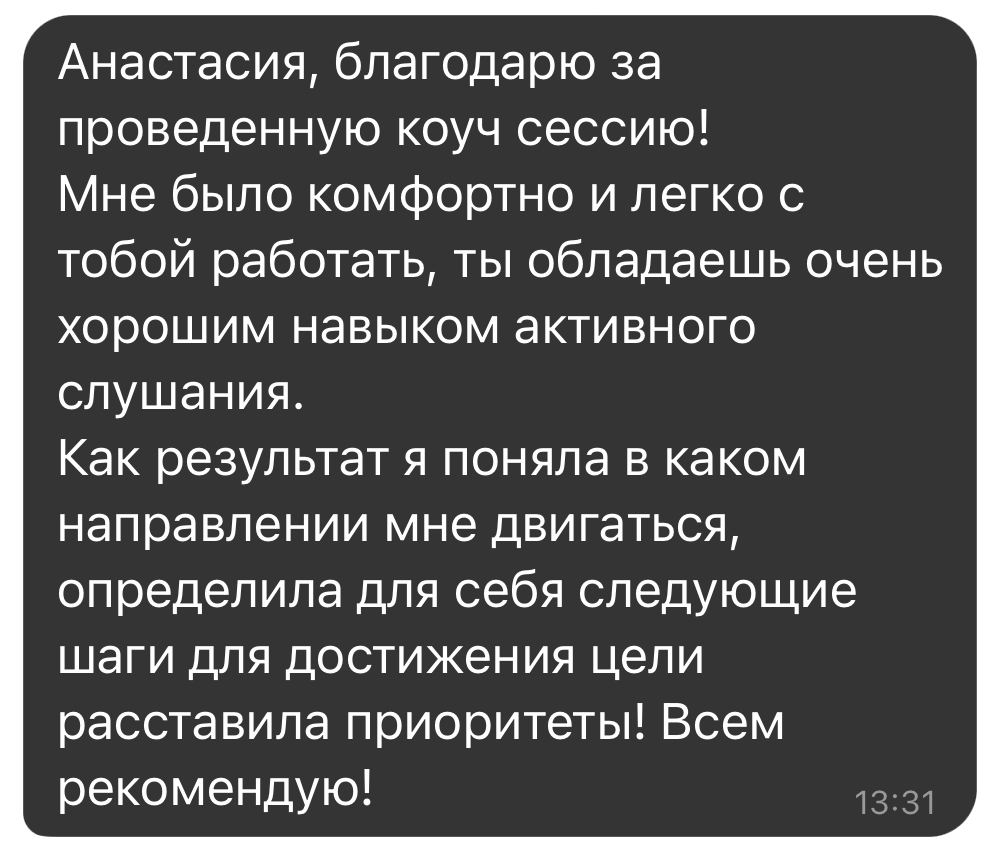 Анастасия, благодарю за
проведенную коуч сессию!
Мне было комфортно и легко с
тобой работать, ты обладаешь очень
хорошим навыком активного
слушания.
Как результат я поняла в каком
направлении мне двигаться,
определила для себя следующие
шаги для достижения цели
расставила приоритеты! Всем
рекомендую!
13:31